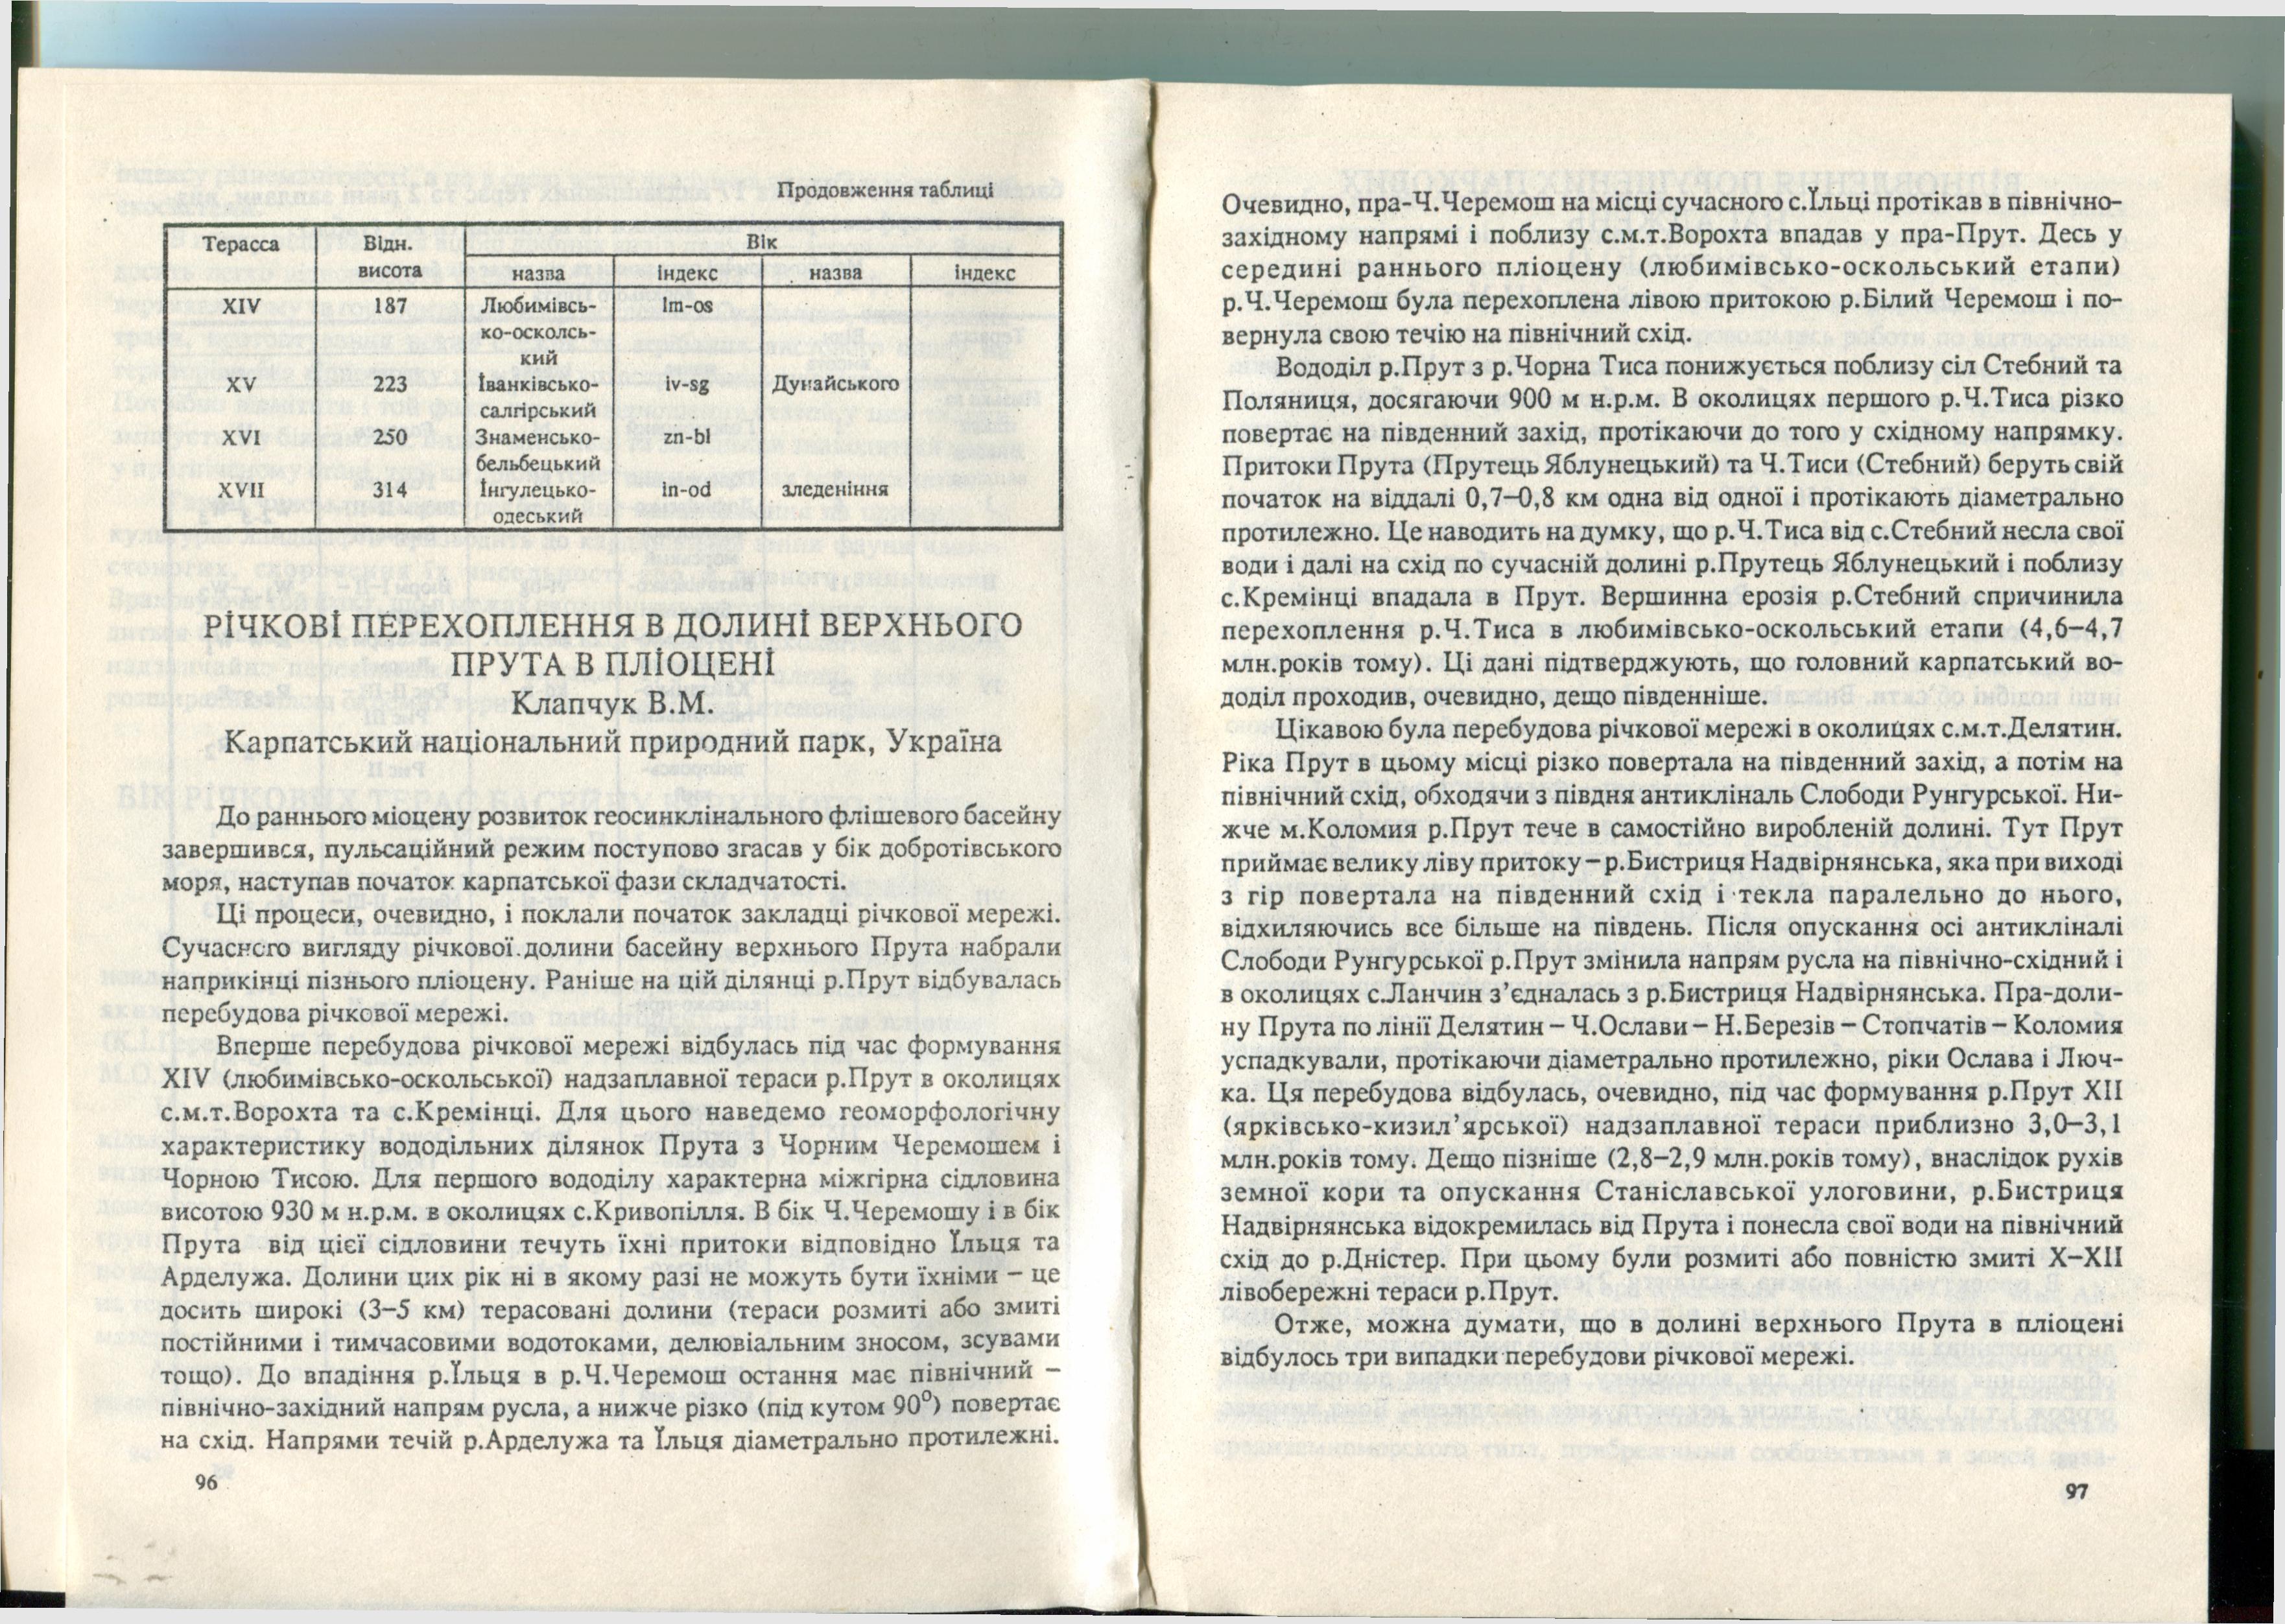 Продовження таблиці
Терасса Відн. Вік
висота назва індекс назва індекс
XIV 187 Любимівсь- lm-os
ко-осколсь-
кий
XV 223 Іванківсько- iv-sg Дунайського
салгірський
XVI 250 Знаменсько- zn-bl
бельбецький
XVII 314 Інгулецько- in-od зледеніння
одеський
РІЧКОВІ ПЕРЕХОПЛЕННЯ В ДОЛИНІ ВЕРХНЬОГО
ПРУТА В ПЛІОЦЕНІ
Клапчук В.М.
Карпатський національний природний парк, Україна
До раннього міоцену розвиток геосинклінального флішевого басейну
завершився, пульсаційний режим поступово згасав у бік добротівського
моря, наступав початок карпатської фази складчатості.
Ці процеси, очевидно, і поклали початок закладці річкової мережі.
Сучасного вигляду річкової долини басейну верхнього Прута набрали
наприкінці пізнього пліоцену. Раніше на цій ділянці р.Прут відбувалась
перебудова річкової мережі.
Вперше перебудова річкової мережі відбулась під час формування
XIV (любимівсько-оскольської) надзаплавної тераси р.Прут в околицях
с.м.т.Ворохта та с.Кремінці. Для цього наведемо геоморфологічну
характеристику вододільних ділянок Прута з Чорним Черемошем і
Чорною Тисою. Для першого вододілу характерна міжгірна сідловина
висотою 930 м н.р.м. в околицях с.Кривопілля. В бік Ч.Черемошу і в бік
Прута від цієї сідловини течуть їхні притоки відповідно Їльця та
Арделужа. Долини цих рік ні в якому разі не можуть бути їхніми – це
досить широкі (3–5 км) терасовані долини (тераси розмиті або змиті
постійними і тимчасовими водотоками, делювіальним зносом, зсувами
тощо). До впадіння р.Їльця в р.Ч.Черемош остання має північний –
північно-західний напрям русла, а нижче різко (під кутом 90⁰) повертає
на схід. Напрями течій р.Арделужа та Їльця діаметрально протилежні.
96
Очевидно, пра-Ч.Черемош на місці сучасного с.Їльці протікав в північно-
західному напрямі і поблизу с.м.т.Ворохта впадав у пра-Прут. Десь у
середині раннього пліоцену (любимівсько-оскольський етапи)
р.Ч.Черемош була перехоплена лівою притокою р.Білий Черемош і по-
вернула свою течію на північний схід.
Вододіл р.Прут з р.Чорна Тиса понижується поблизу сіл Стебний та
Поляниця, досягаючи 900 м н.р.м. В околицях першого р.Ч.Тиса різко
повертає на південний захід, протікаючи до того у східному напрямку.
Притоки Прута (Прутець Яблунецький) та Ч.Тиси (Стебний) беруть свій
початок на віддалі 0,7–0,8 км одна від одної і протікають діаметрально
протилежно. Це наводить на думку, що р.Ч.Тиса від с.Стебний несла свої
води і далі на схід по сучасній долині р.Прутець Яблунецький і поблизу
с.Кремінці впадала в Прут. Вершинна ерозія р.Стебний спричинила
перехоплення р.Ч.Тиса в любимівсько-оскольський етапи (4,6–4,7
млн.років тому). Ці дані підтверджують, що головний карпатський во-
доділ проходив, очевидно, дещо південніше.
Цікавою була перебудова річкової мережі в околицях с.м.т.Делятин.
Ріка Прут в цьому місці різко повертала на південний захід, а потім на
північний схід, обходячи з півдня антикліналь Слободи Рунгурської. Ни-
жче м.Коломия р.Прут тече в самостійно виробленій долині. Тут Прут
приймає велику ліву притоку – р.Бистриця Надвірнянська, яка при виході
з гір повертала на південний схід і текла паралельно до нього,
відхиляючись все більше на південь. Після опускання осі антикліналі
Слободи Рунгурської р.Прут змінила напрям русла на північно-східний і
в околицях с.Ланчин з’єдналась з р.Бистриця Надвірнянська. Пра-доли-
ну Прута по лінії Делятин – Ч.Ослави – Н.Березів – Стопчатів – Коломия
успадкували, протікаючи діаметрально протилежно, ріки Ослава і Люч-
ка. Ця перебудова відбулась, очевидно, під час формування р.Прут XII
(ярківсько-кизил’ярської) надзаплавної тераси приблизно 3,0–3,1
млн.років тому. Дещо пізніше (2,8–2,9 млн.років тому), внаслідок рухів
земної кори та опускання Станіславської улоговини, р.Бистриця
Надвірнянська відокремилась від Прута і понесла свої води на північний
схід до р.Дністер. При цьому були розмиті або повністю змиті X–XII
лівобережні тераси р.Прут.
Отже, можна думати, що в долині верхнього Прута в пліоцені
відбулось три випадки перебудови річкової мережі.
97